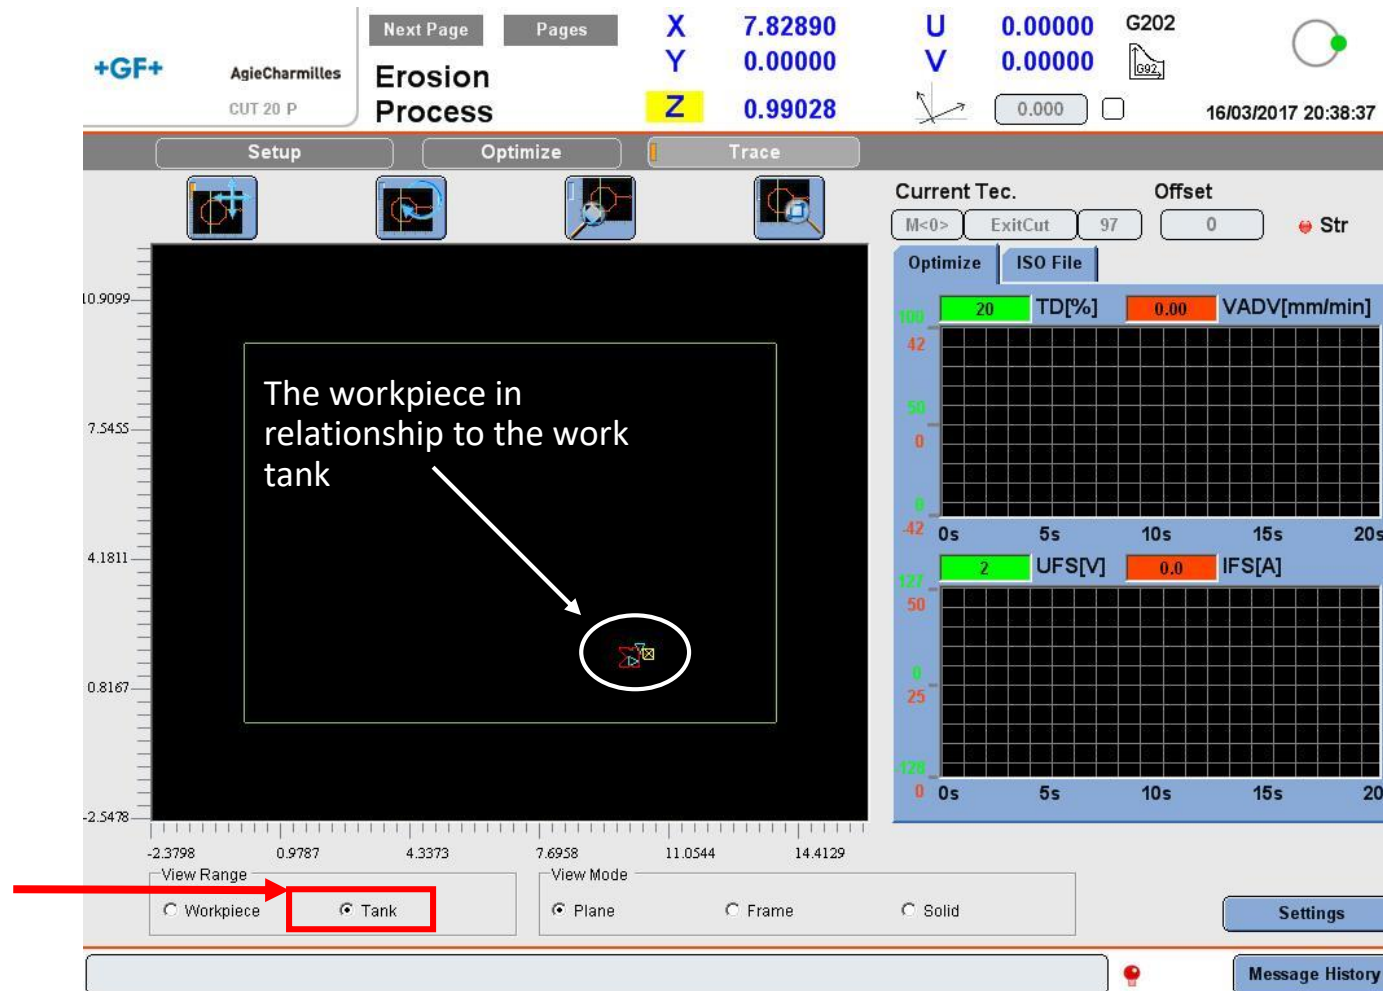 Next Page Pages X 7.82890 U 0.00000 G202
+GF+ AgieCharmilles Erosion Y 0.00000 V 0.00000 G92
CUT 20 P Process Z 0.99028 0.000 16/03/2017 20:38:37
Setup Optimize Trace
Current Tec. Offset
M<0> ExitCut 97 0 Str
Optimize ISO File
20 TD[%] 0.00 VADV[mm/min]
100
42
50
0
0
-42
0s 5s 10s 15s 20s
2 UFS[V] 0.0 IFS[A]
127
50
0
25
-128
0
0s 5s 10s 15s 20
10.9099
7.5455
4.1811
0.8167
-2.5478
The workpiece in
relationship to the work
tank
-2.3798 0.9787 4.3373 7.6958 11.0544 14.4129
View Range View Mode
Workpiece Tank Plane Frame Solid Settings
Message History